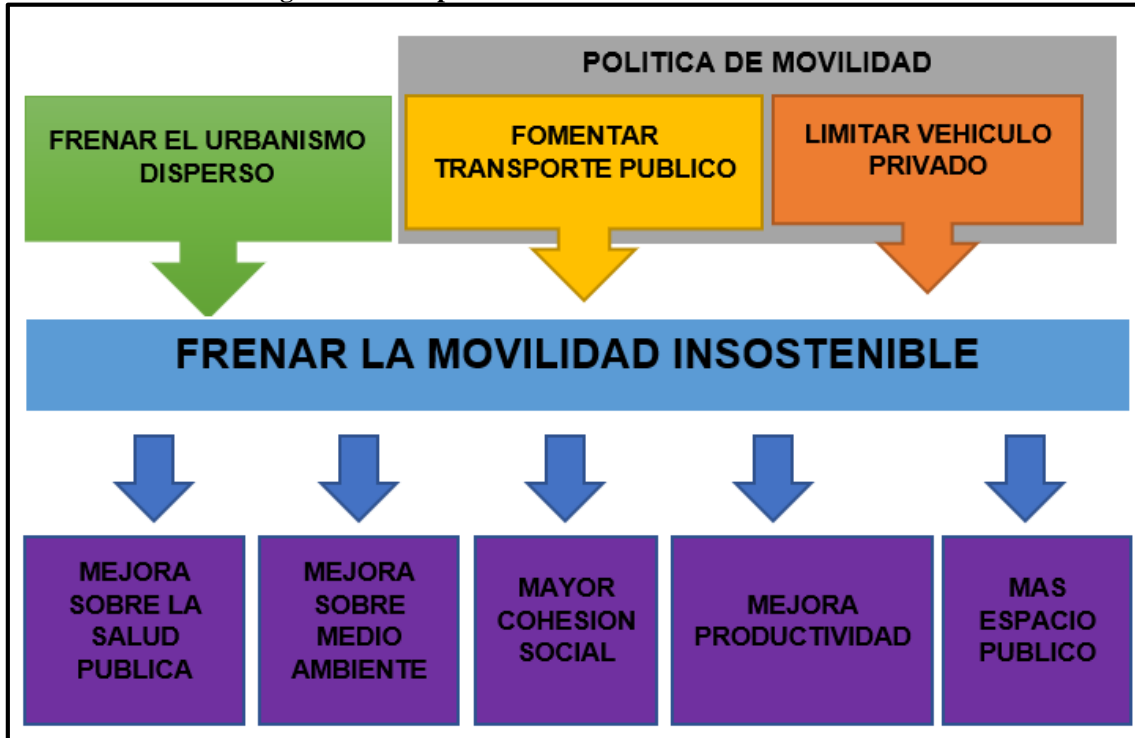 POLITICA DE MOVILIDAD
FRENAR EL URBANISMO
DISPERSO
FOMENTAR
TRANSPORTE PUBLICO
LIMITAR VEHICULO
PRIVADO
FRENAR LA MOVILIDAD INSOSTENIBLE
MEJORA
SOBRE LA
SALUD
PUBLICA
MEJORA
SOBRE
MEDIO
AMBIENTE
MAYOR
COHESION
SOCIAL
MEJORA
PRODUCTIVIDAD
MAS
ESPACIO
PUBLICO